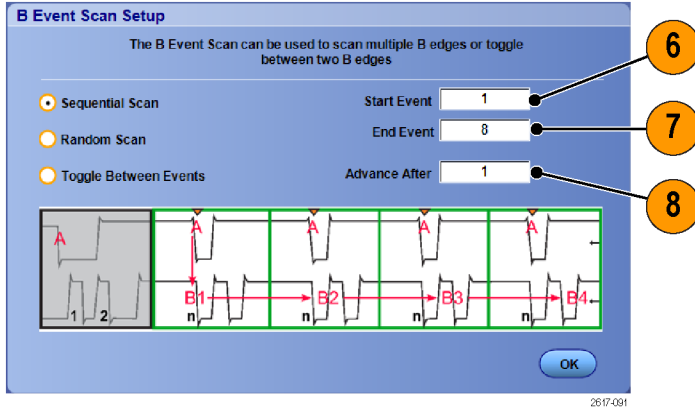 B Event Scan Setup
The B Event Scan can be used to scan multiple B edges or toggle
between two B edges
6
Sequential Scan
Start Event 1
End Event 8
7
Random Scan
Toggle Between Events
Advance After 1
8
A A A A A
B1 B2 B3 B4
1 2 n n n n
OK
2617-091